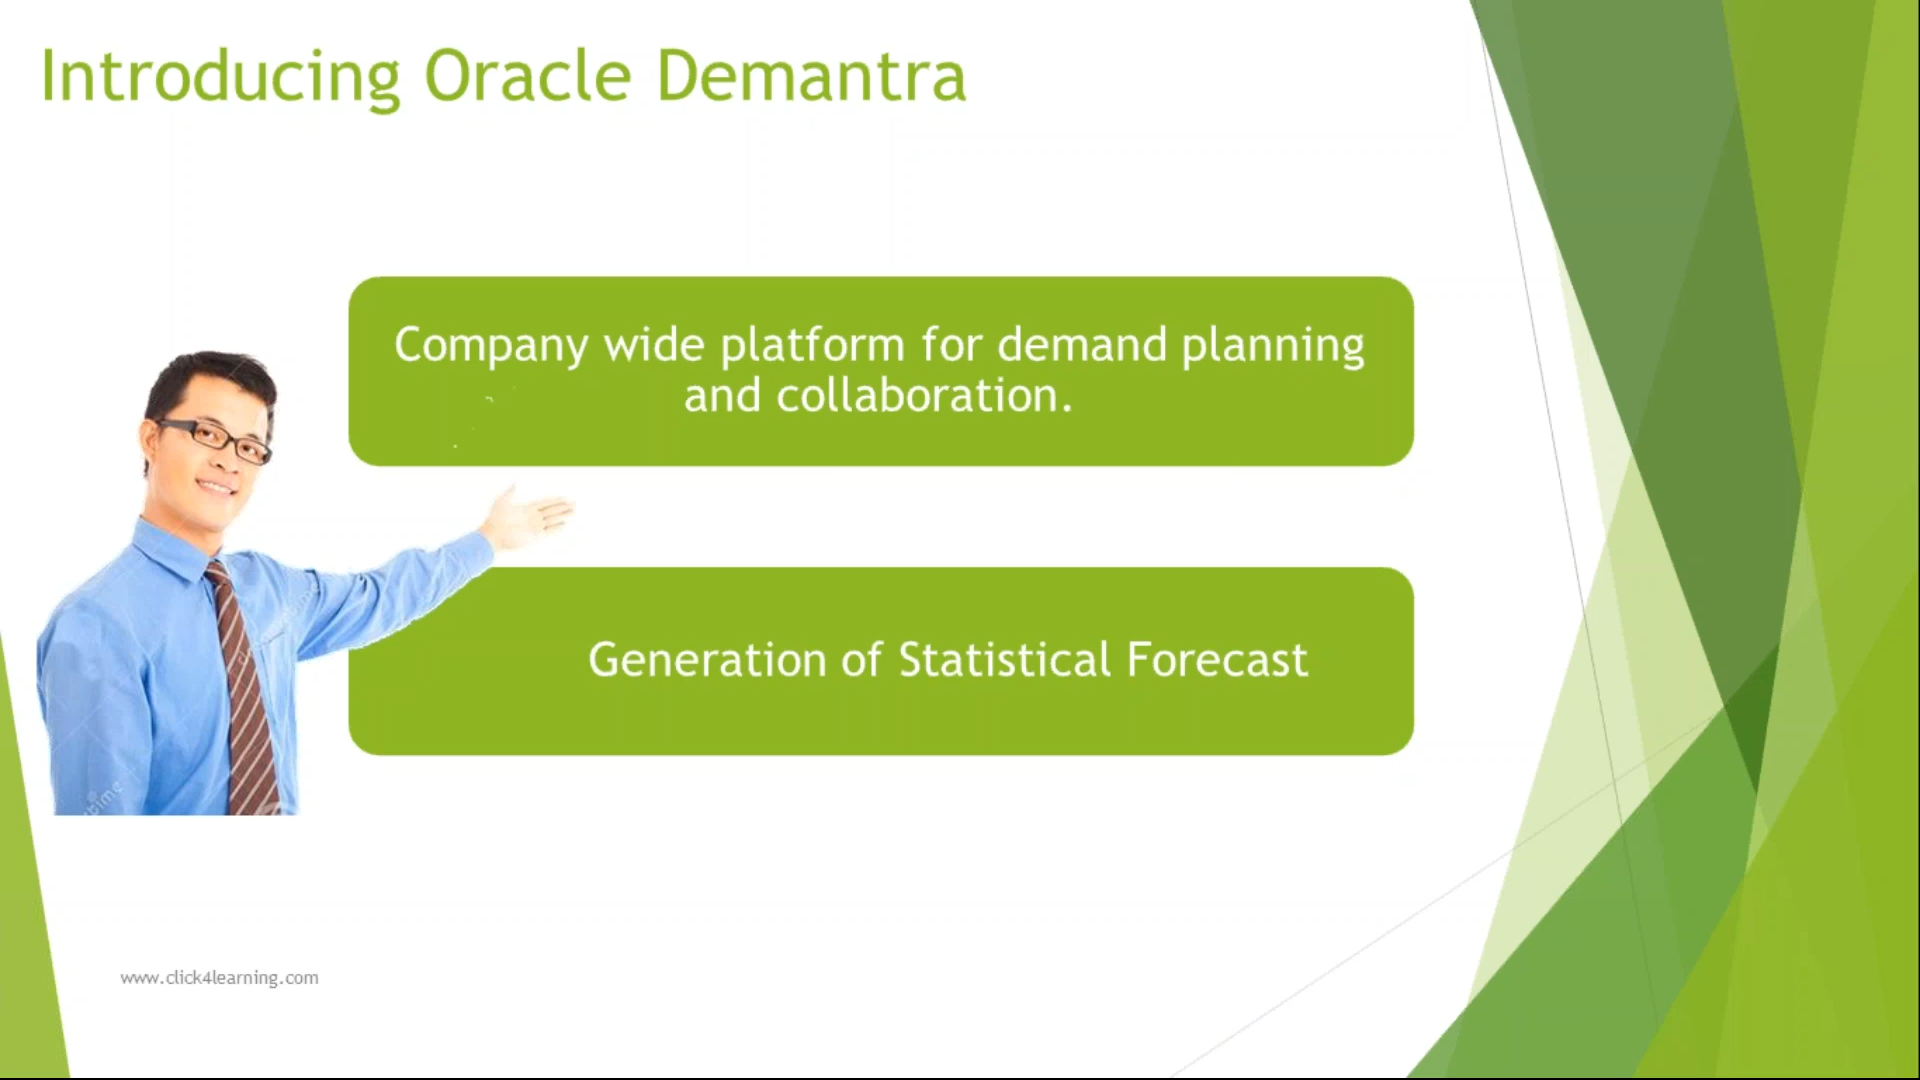 Introducing Oracle Demantra
Company wide platform for demand planning
and collaboration.
Generation of Statistical Forecast
www.click4learning.com